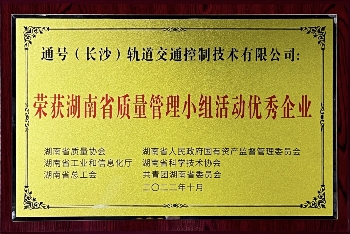 通号（长沙）轨道交通控制技术有限公司：
荣获湖南省质量管理小组活动优秀企业
湖南省质量协会 湖南省人民政府国有资产监督管理委员会
湖南省工业和信息化厅 湖南省科学技术协会
湖南省总工会 共青团湖南省委员会
二〇二二年十月